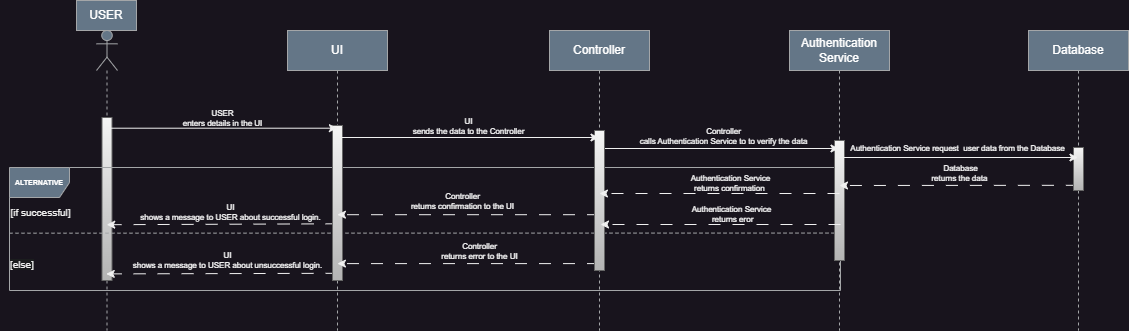 USER
UI
Controller
Authentication
Service
Database
USER
enters details in the UI
UI
sends the data to the Controller
Controller
calls Authentication Service to to verify the data
Authentication Service request user data from the Database
Database
returns the data
ALTERNATIVE
Authentication Service
returns confirmation
Controller
returns confirmation to the UI
UI
shows a message to USER about successful login.
[if successful]
Authentication Service
returns eror
Controller
returns error to the UI
UI
shows a message to USER about unsuccessful login.
[else]